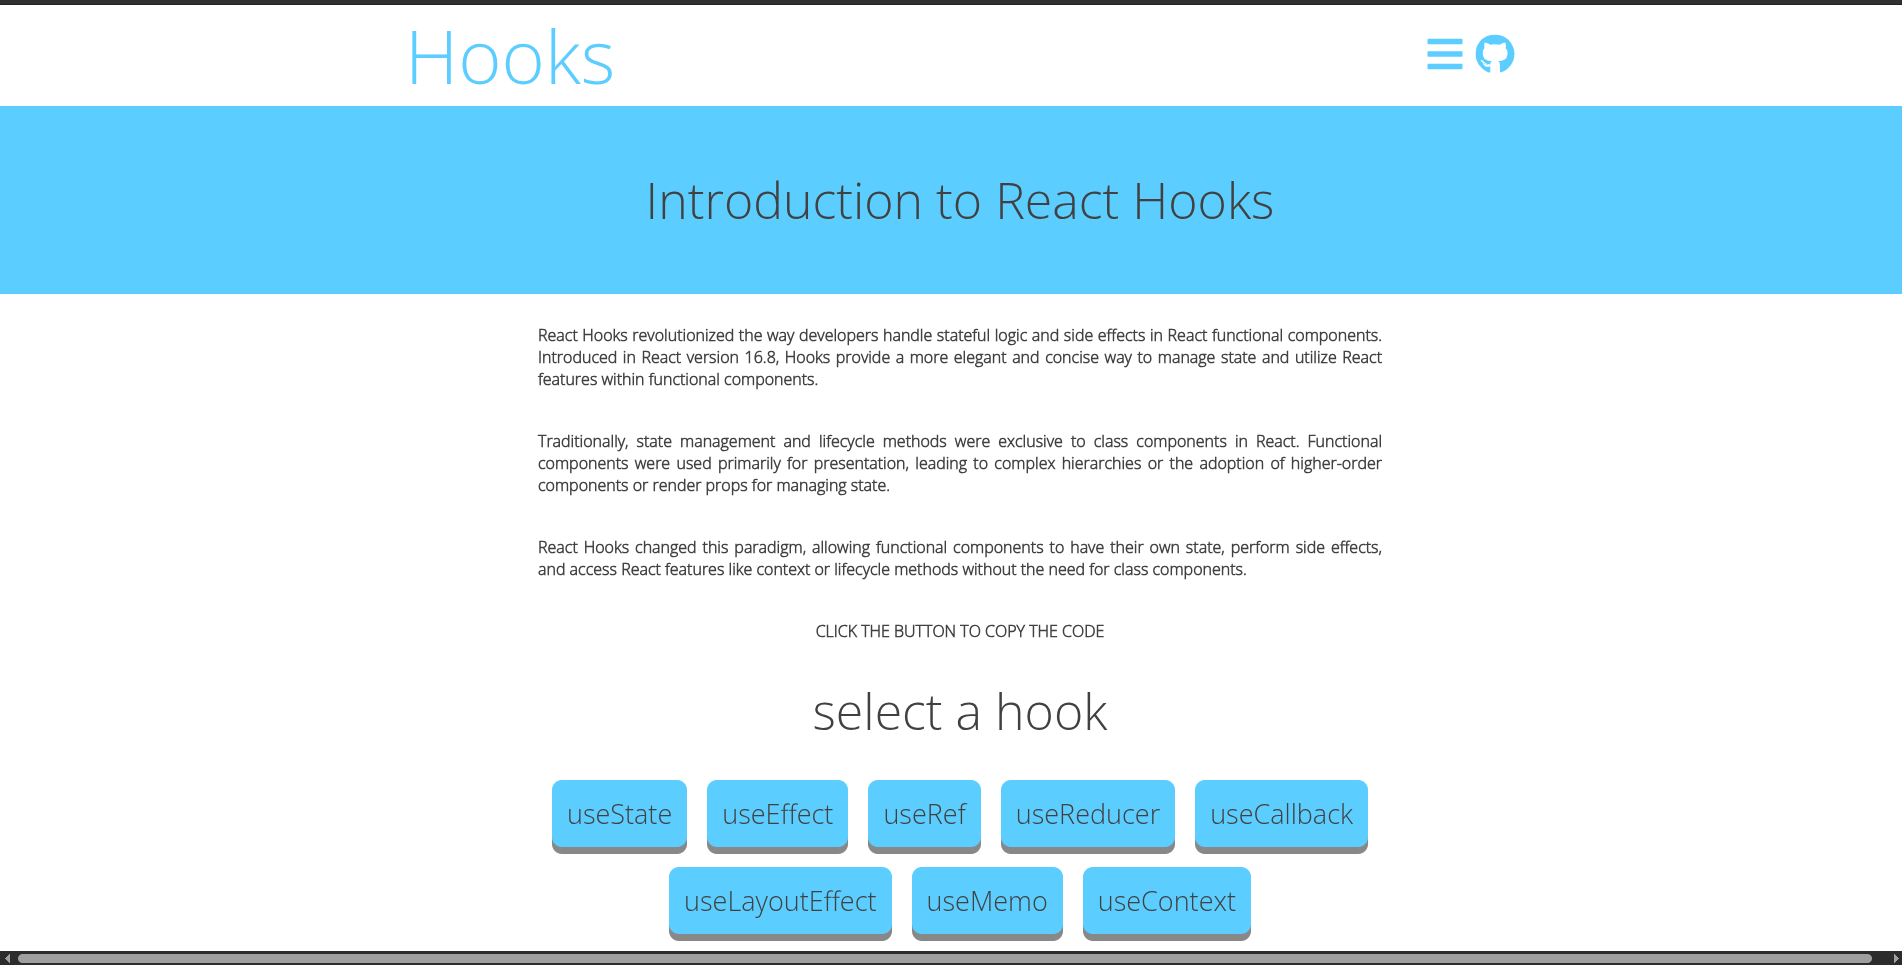 Hooks
Introduction to React Hooks
React Hooks revolutionized the way developers handle stateful logic and side effects in React functional components.
Introduced in React version 16.8, Hooks provide a more elegant and concise way to manage state and utilize React
features within functional components.
Traditionally, state management and lifecycle methods were exclusive to class components in React. Functional
components were used primarily for presentation, leading to complex hierarchies or the adoption of higher-order
components or render props for managing state.
React Hooks changed this paradigm, allowing functional components to have their own state, perform side effects,
and access React features like context or lifecycle methods without the need for class components.
CLICK THE BUTTON TO COPY THE CODE
select a hook
useState useEffect useRef useReducer useCallback
useLayoutEffect useMemo useContext